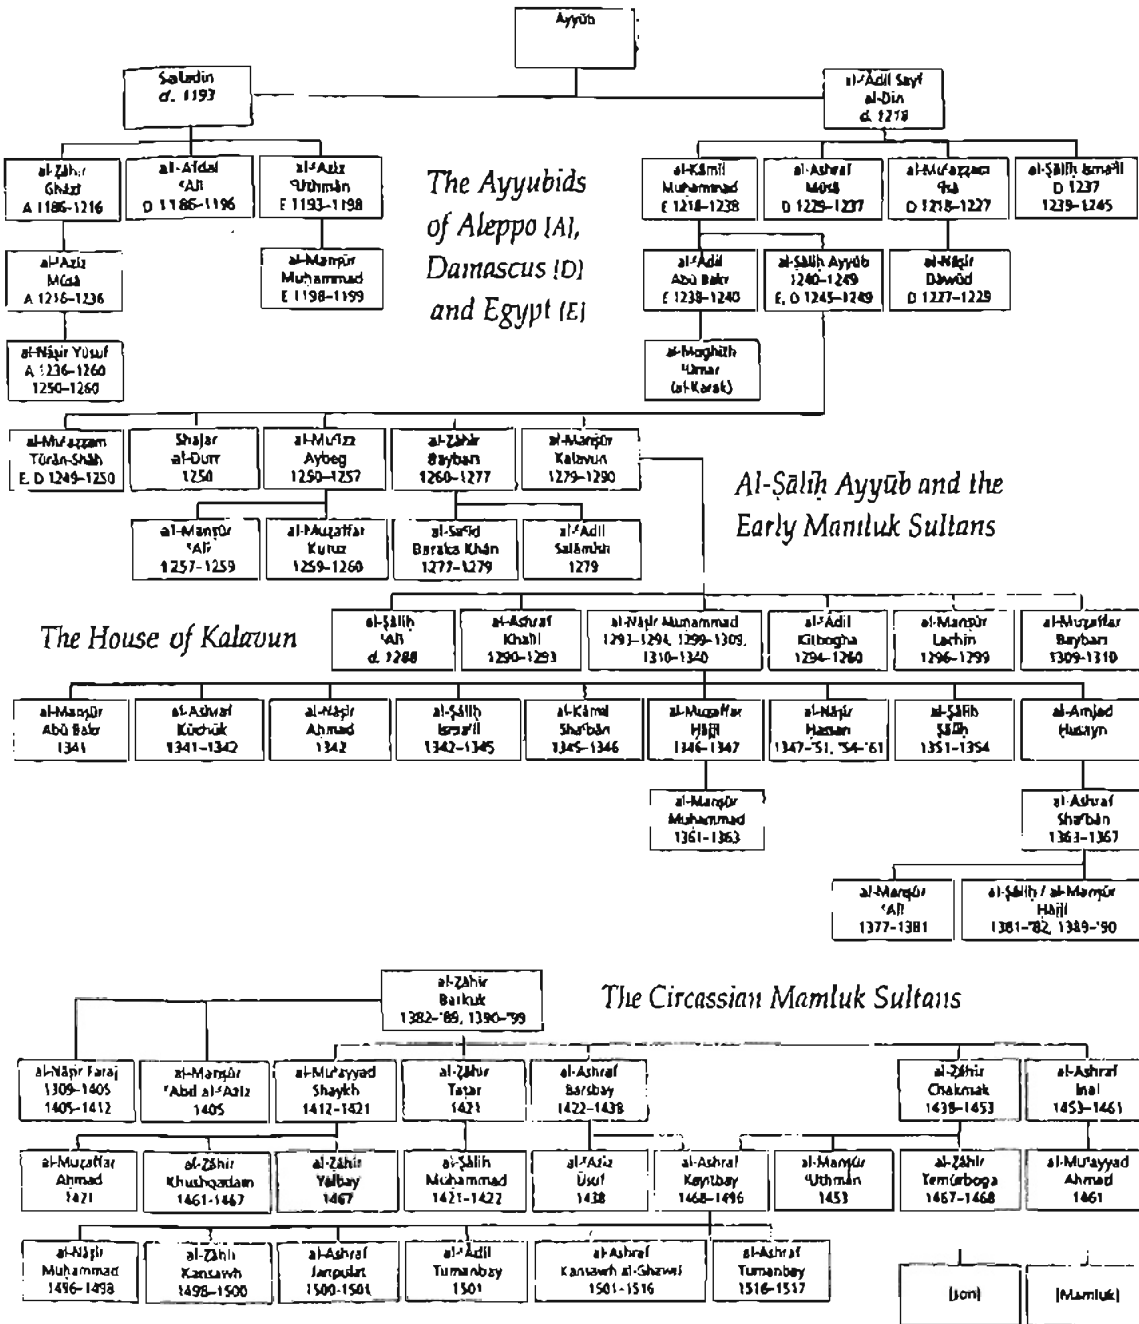 Ayyūb
Saladin
d. 1193
al-ʿĀdil Sayf
al-Dīn
d. 1218
al-Ẓāhir
Ghāzī
A 1186–1216
al-Afḍal
ʿAlī
D 1186–1196
al-ʿAzīz
ʿUthmān
E 1193–1198
The Ayyubids
of Aleppo [A],
Damascus [D]
and Egypt [E]
al-Kāmil
Muḥammad
E 1218–1238
al-Ashraf
Mūsā
D 1229–1237
al-Muʿaẓẓam
ʿĪsā
D 1218–1227
al-Ṣāliḥ Ismāʿīl
D 1237
1239–1245
al-ʿAzīz
Mūsā
A 1216–1236
al-Manṣūr
Muḥammad
E 1198–1199
al-ʿĀdil
Abū Bakr
E 1238–1240
al-Ṣāliḥ Ayyūb
1240–1249
E, D 1245–1249
al-Nāṣir
Dāwūd
D 1227–1229
al-Nāṣir Yūsuf
A 1236–1260
1250–1260
al-Moghīth
ʿUmar
(al-Karak)
al-Muʿaẓẓam
Tūrān-Shāh
E, D 1249–1250
Shajar
al-Durr
1250
al-Muʿizz
Aybeg
1250–1257
al-Ẓāhir
Baybars
1260–1277
al-Manṣūr
Kalavun
1279–1290
Al-Ṣāliḥ Ayyūb and the
Early Mamluk Sultans
al-Manṣūr
ʿAlī
1257–1259
al-Muẓaffar
Kutuz
1259–1260
al-Saʿīd
Baraka Khān
1277–1279
al-ʿĀdil
Salāmish
1279
The House of Kalavun
al-Ṣāliḥ
ʿAlī
d. 1288
al-Ashraf
Khalīl
1290–1293
al-Nāṣir Muḥammad
1293–1294, 1299–1309,
1310–1340
al-ʿĀdil
Kitbogha
1294–1260
al-Manṣūr
Lachin
1296–1299
al-Muẓaffar
Baybars
1309–1310
al-Manṣūr
Abū Bakr
1341
al-Ashraf
Küchük
1341–1342
al-Nāṣir
Aḥmad
1342
al-Ṣāliḥ
Ismāʿīl
1342–1345
al-Kāmil
Shaʿbān
1345–1346
al-Muẓaffar
Ḥājjī
1346–1347
al-Nāṣir
Ḥassan
1347–'51, '54–'61
al-Ṣāliḥ
Ṣāliḥ
1351–1354
al-Amjad
Ḥusayn
al-Manṣūr
Muḥammad
1361–1363
al-Ashraf
Shaʿbān
1363–1367
al-Manṣūr
ʿAlī
1377–1381
al-Ṣāliḥ / al-Manṣūr
Ḥājjī
1381–'82, 1389–'90
al-Ẓāhir
Barkuk
1382–'89, 1390–'99
The Circassian Mamluk Sultans
al-Nāṣir Faraj
1309–1405
1405–1412
al-Manṣūr
ʿAbd al-ʿAzīz
1405
al-Muʾayyad
Shaykh
1412–1421
al-Ẓāhir
Taṭar
1421
al-Ashraf
Barsbay
1422–1438
al-Ẓāhir
Chakmak
1438–1453
al-Ashraf
Inal
1453–1461
al-Muẓaffar
Aḥmad
1421
al-Ẓāhir
Khushqadam
1461–1467
al-Ẓāhir
Yalbay
1467
al-Ṣāliḥ
Muḥammad
1421–1422
al-ʿAzīz
Ūsuf
1438
al-Ashraf
Kayıtbay
1468–1496
al-Manṣūr
ʿUthmān
1453
al-Ẓāhir
Temürboga
1467–1468
al-Muʾayyad
Aḥmad
1461
al-Nāṣir
Muḥammad
1496–1498
al-Ẓāhir
Kansawh
1498–1500
al-Ashraf
Janpulat
1500–1501
al-ʿĀdil
Tumanbay
1501
al-Ashraf
Kansawh al-Ghawrī
1501–1516
al-Ashraf
Tumanbay
1516–1517
[son]
[Mamluk]